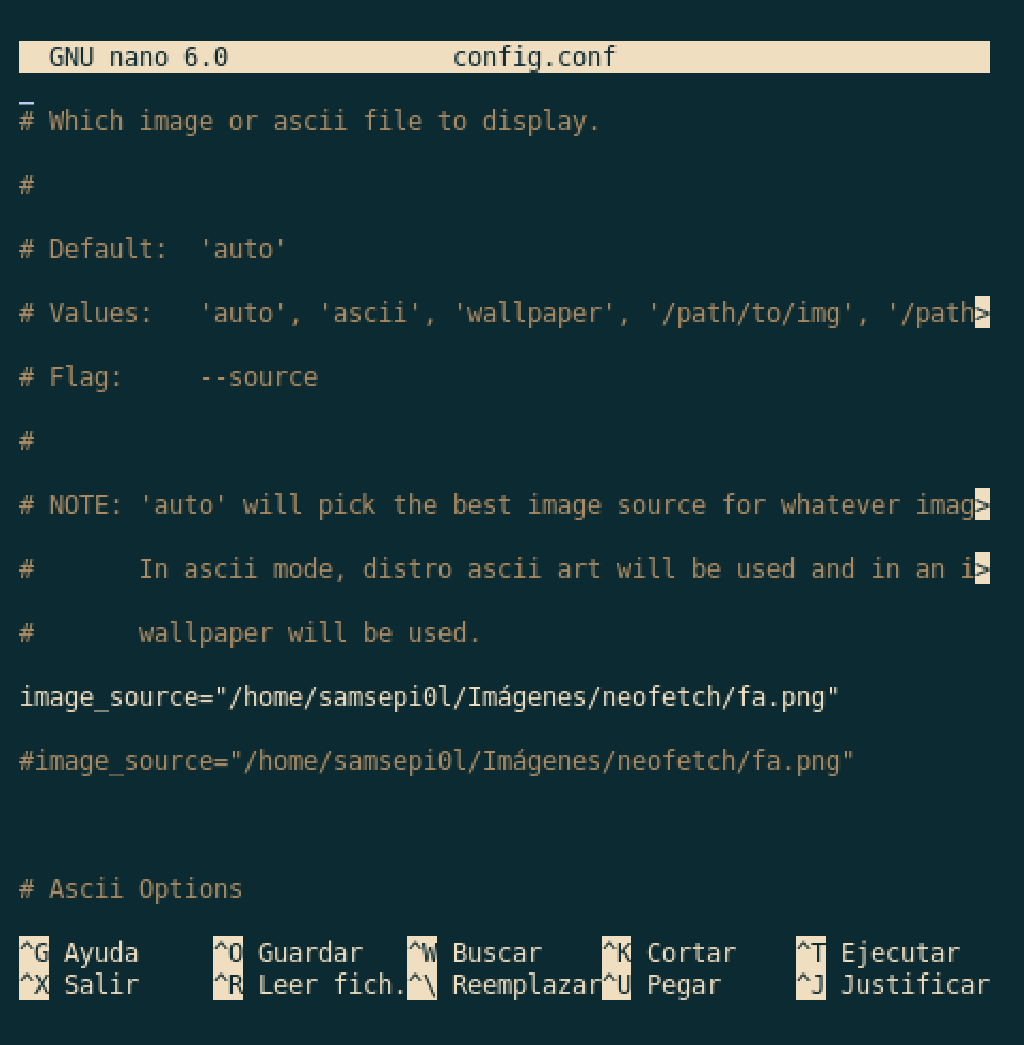 GNU nano 6.0 config.conf
# Which image or ascii file to display.
#
# Default:  'auto'
# Values:   'auto', 'ascii', 'wallpaper', '/path/to/img', '/path>
# Flag:     --source
#
# NOTE: 'auto' will pick the best image source for whatever imag>
#       In ascii mode, distro ascii art will be used and in an i>
#       wallpaper will be used.
image_source="/home/samsepi0l/Imágenes/neofetch/fa.png"
#image_source="/home/samsepi0l/Imágenes/neofetch/fa.png"
# Ascii Options
^G Ayuda ^O Guardar ^W Buscar ^K Cortar ^T Ejecutar
^X Salir ^R Leer fich. ^\ Reemplazar ^U Pegar ^J Justificar